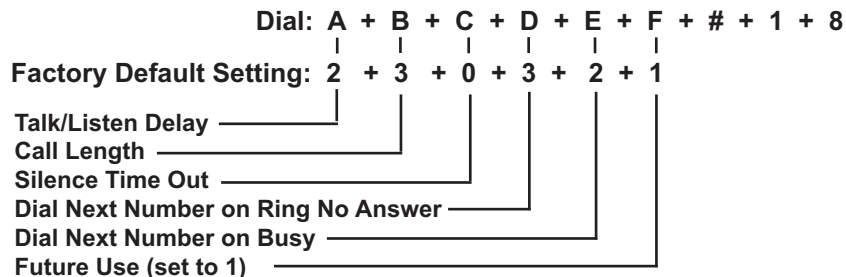 Dial: A + B + C + D + E + F + # + 1 + 8
Factory Default Setting: 2 + 3 + 0 + 3 + 2 + 1
Talk/Listen Delay
Call Length
Silence Time Out
Dial Next Number on Ring No Answer
Dial Next Number on Busy
Future Use (set to 1)